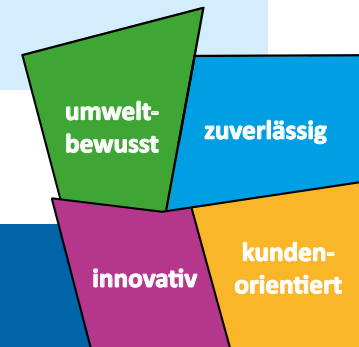 umwelt-
bewusst
zuverlässig
innovativ
kunden-
orientiert